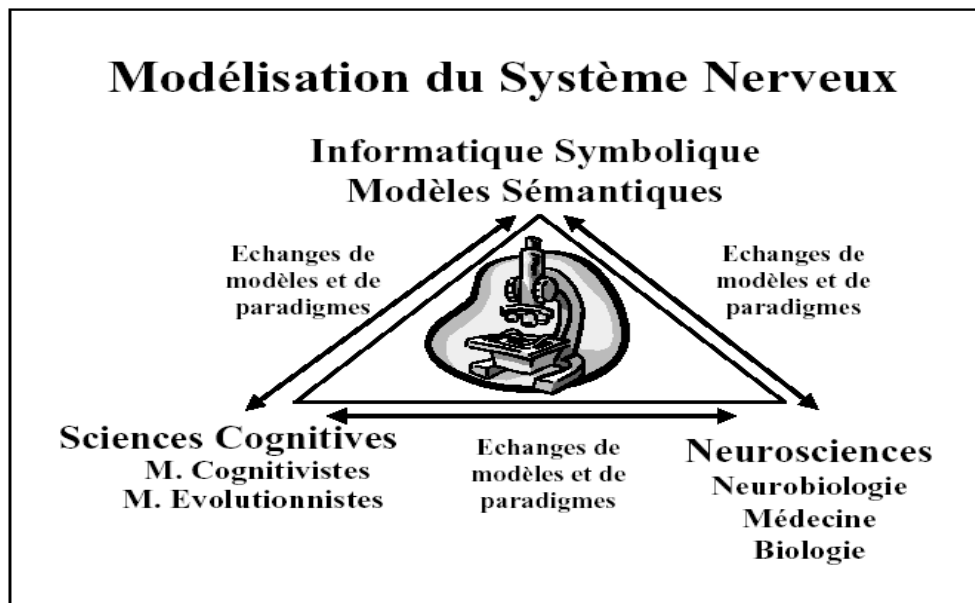 Modélisation du Système Nerveux
Informatique Symbolique
Modèles Sémantiques
Echanges de
modèles et de
paradigmes
Echanges de
modèles et de
paradigmes
Sciences Cognitives
M. Cognitivistes
M. Evolutionnistes
Echanges de
modèles et de
paradigmes
Neurosciences
Neurobiologie
Médecine
Biologie